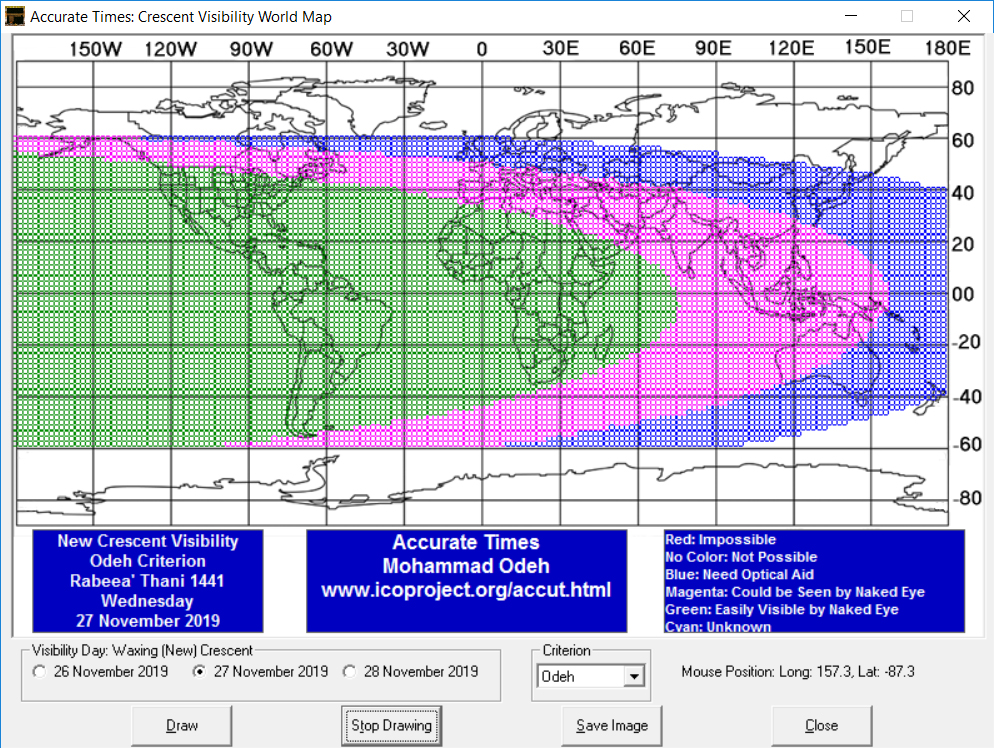 Accurate Times: Crescent Visibility World Map
150W 120W 90W 60W 30W 0 30E 60E 90E 120E 150E 180E
80
60
40
20
00
-20
-40
-60
-80
New Crescent Visibility
Odeh Criterion
Rabeea' Thani 1441
Wednesday
27 November 2019
Accurate Times
Mohammad Odeh
www.icoproject.org/accut.html
Red: Impossible
No Color: Not Possible
Blue: Need Optical Aid
Magenta: Could be Seen by Naked Eye
Green: Easily Visible by Naked Eye
Cyan: Unknown
Visibility Day: Waxing (New) Crescent
26 November 2019 27 November 2019 28 November 2019
Criterion
Odeh
Mouse Position: Long: 157.3, Lat: -87.3
Draw Stop Drawing Save Image Close